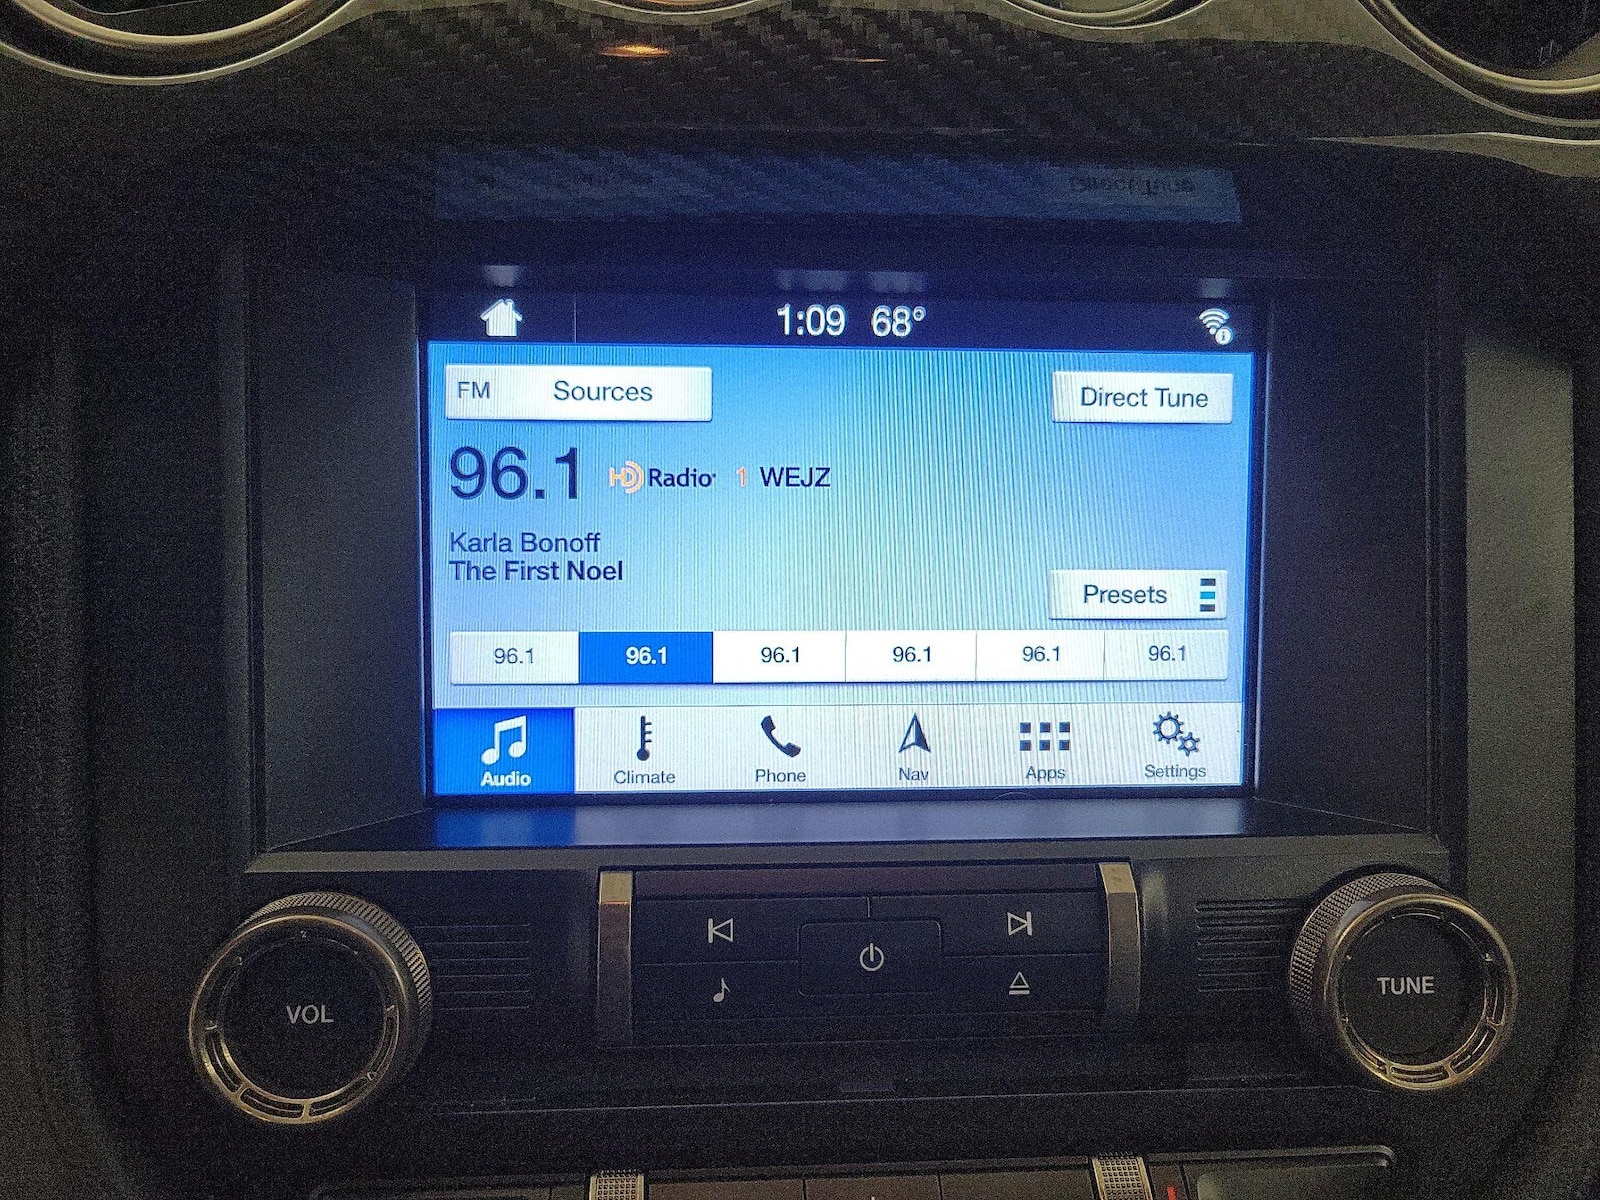 1:09 68°
FM Sources
Direct Tune
96.1 HD Radio 1 WEJZ
Karla Bonoff
The First Noel
Presets
96.1 96.1 96.1 96.1 96.1 96.1
Audio Climate Phone Nav Apps Settings
VOL
TUNE